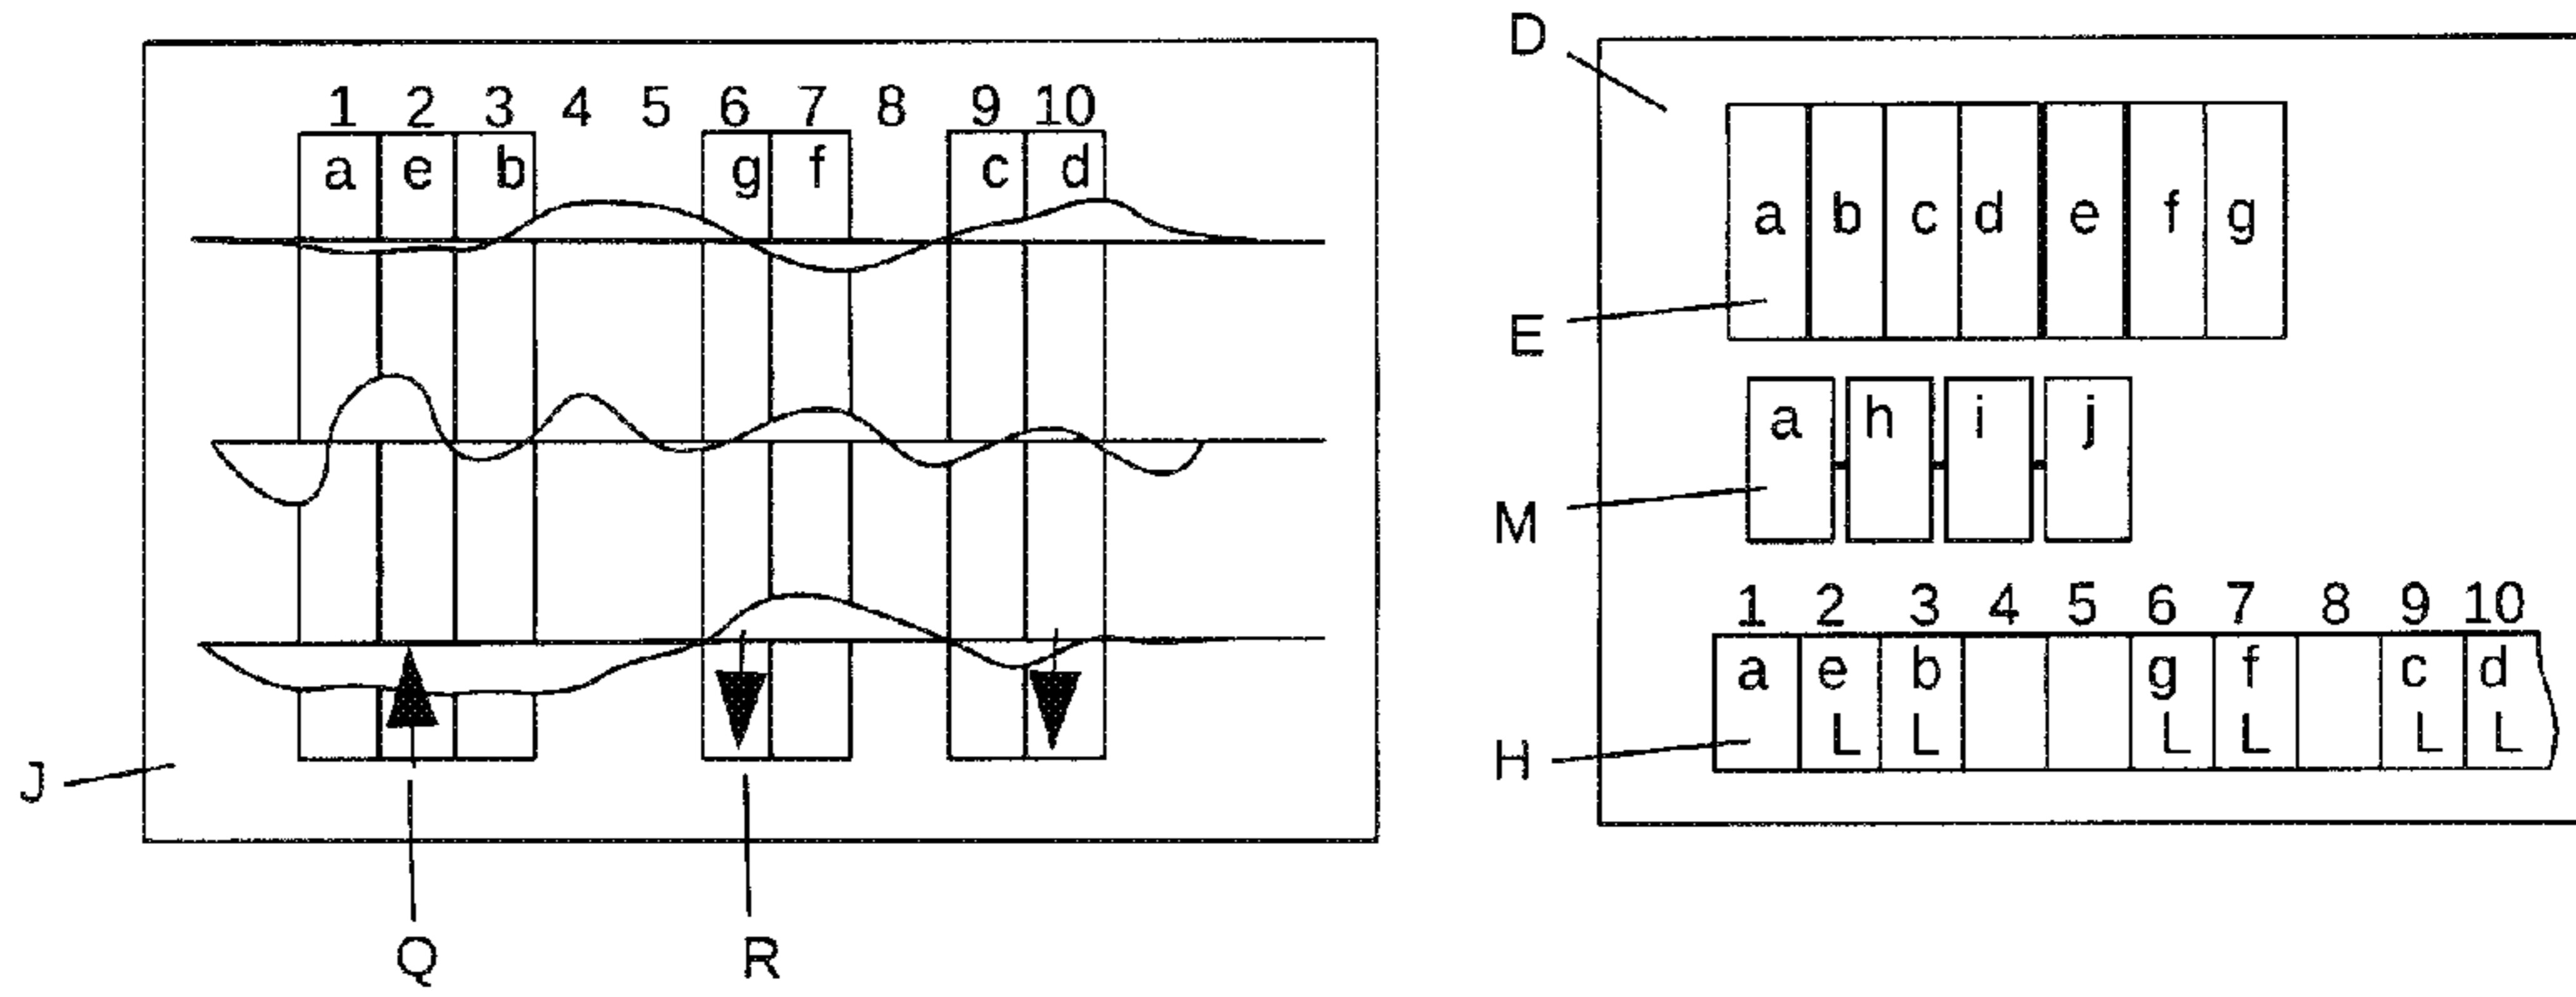 1 2 3 4 5 6 7 8 9 10
a e b g f c d
J
Q R
D
a b c d e f g
E
a h i j
M
1 2 3 4 5 6 7 8 9 10
a e b g f c d
L L L L L L
H